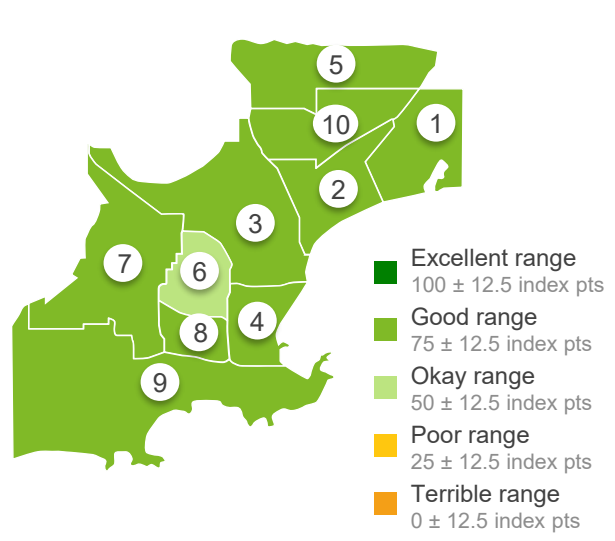 5
10
1
2
3
7
6
8
4
9
Excellent range
100 ± 12.5 index pts
Good range
75 ± 12.5 index pts
Okay range
50 ± 12.5 index pts
Poor range
25 ± 12.5 index pts
Terrible range
0 ± 12.5 index pts